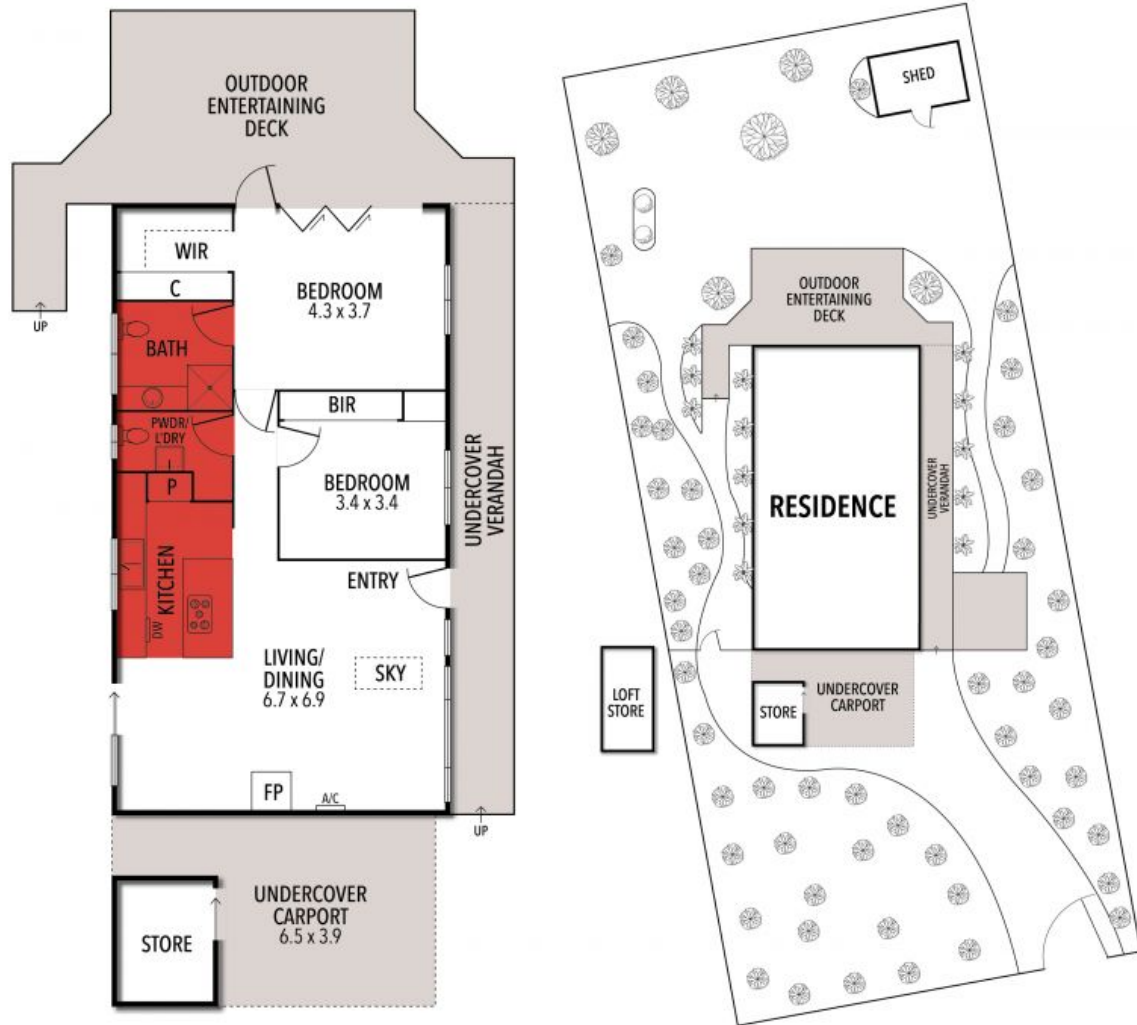 OUTDOOR
ENTERTAINING
DECK
WIR
C
BEDROOM
4.3 x 3.7
UP
BATH
PWDR/
L'DRY
P
BIR
BEDROOM
3.4 x 3.4
UNDERCOVER
VERANDAH
KITCHEN
DW
ENTRY
LIVING/
DINING
6.7 x 6.9
SKY
FP
A/C
UP
UNDERCOVER
CARPORT
6.5 x 3.9
STORE
SHED
OUTDOOR
ENTERTAINING
DECK
RESIDENCE
UNDERCOVER
VERANDAH
LOFT
STORE
STORE
UNDERCOVER
CARPORT